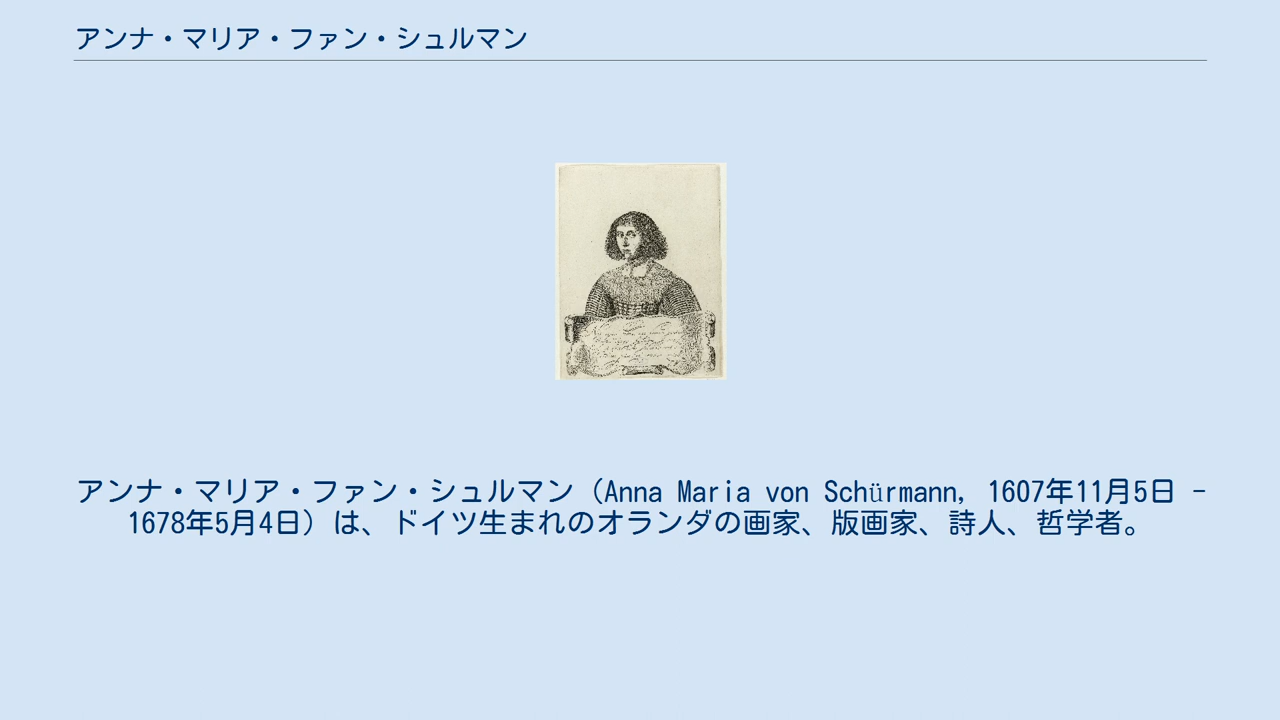 アンナ・マリア・ファン・シュルマン
アンナ・マリア・ファン・シュルマン（Anna Maria von Schürmann, 1607年11月5日 -
1678年5月4日）は、ドイツ生まれのオランダの画家、版画家、詩人、哲学者。